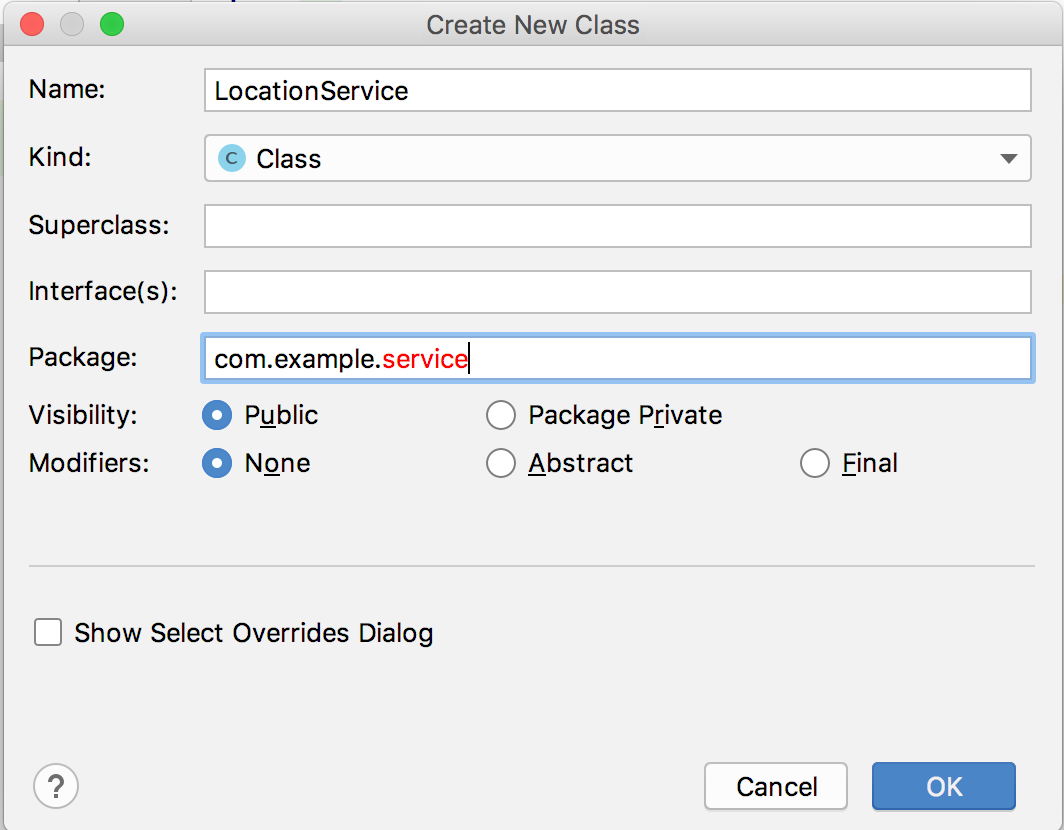 Create New Class
Name: LocationService
Kind: C Class
Superclass:
Interface(s):
Package: com.example.service
Visibility: Public Package Private
Modifiers: None Abstract Final
Show Select Overrides Dialog
? Cancel OK